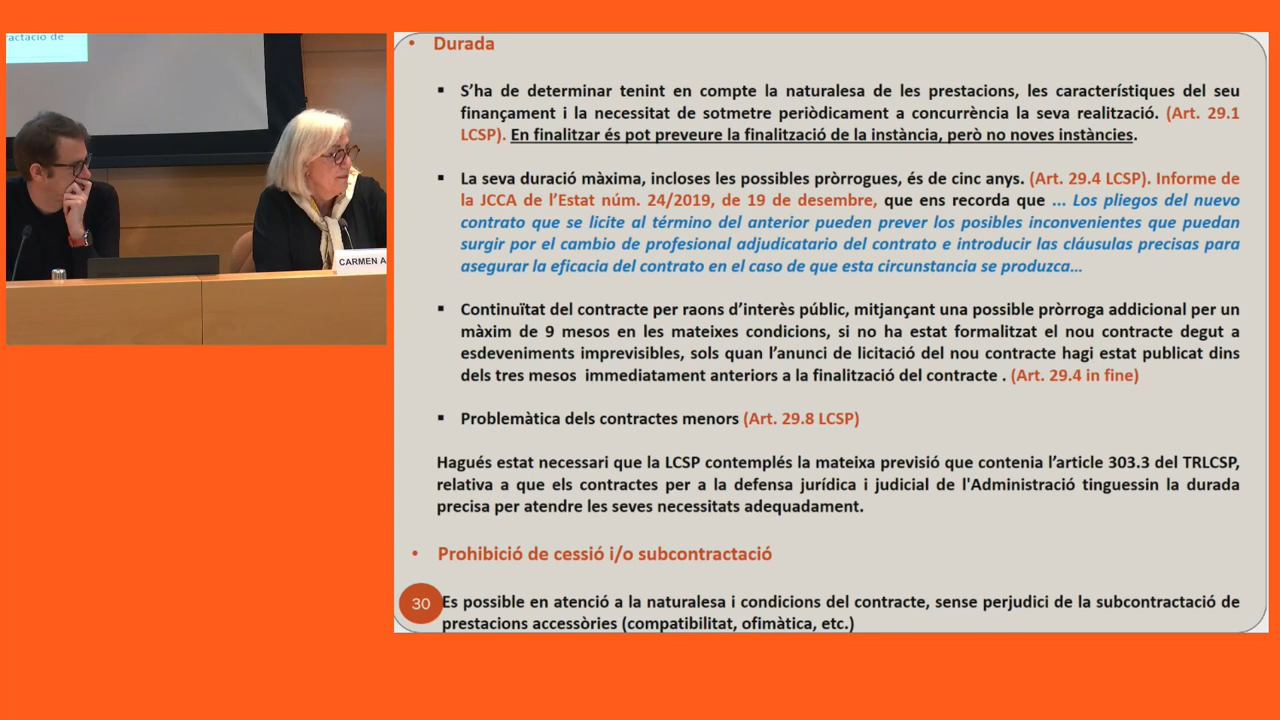 ractació de
CARMEN A
• Durada
▪ S'ha de determinar tenint en compte la naturalesa de les prestacions, les característiques del seu
finançament i la necessitat de sotmetre periòdicament a concurrència la seva realització. (Art. 29.1
LCSP). En finalitzar és pot preveure la finalització de la instància, però no noves instàncies.
▪ La seva duració màxima, incloses les possibles pròrrogues, és de cinc anys. (Art. 29.4 LCSP). Informe de
la JCCA de l'Estat núm. 24/2019, de 19 de desembre, que ens recorda que ... Los pliegos del nuevo
contrato que se licite al término del anterior pueden prever los posibles inconvenientes que puedan
surgir por el cambio de profesional adjudicatario del contrato e introducir las cláusulas precisas para
asegurar la eficacia del contrato en el caso de que esta circunstancia se produzca...
▪ Continuïtat del contracte per raons d'interès públic, mitjançant una possible pròrroga addicional per un
màxim de 9 mesos en les mateixes condicions, si no ha estat formalitzat el nou contracte degut a
esdeveniments imprevisibles, sols quan l'anunci de licitació del nou contracte hagi estat publicat dins
dels tres mesos immediatament anteriors a la finalització del contracte . (Art. 29.4 in fine)
▪ Problemàtica dels contractes menors (Art. 29.8 LCSP)
Hagués estat necessari que la LCSP contemplés la mateixa previsió que contenia l'article 303.3 del TRLCSP,
relativa a que els contractes per a la defensa jurídica i judicial de l'Administració tinguessin la durada
precisa per atendre les seves necessitats adequadament.
• Prohibició de cessió i/o subcontractació
30 Es possible en atenció a la naturalesa i condicions del contracte, sense perjudici de la subcontractació de
prestacions accessòries (compatibilitat, ofimàtica, etc.)